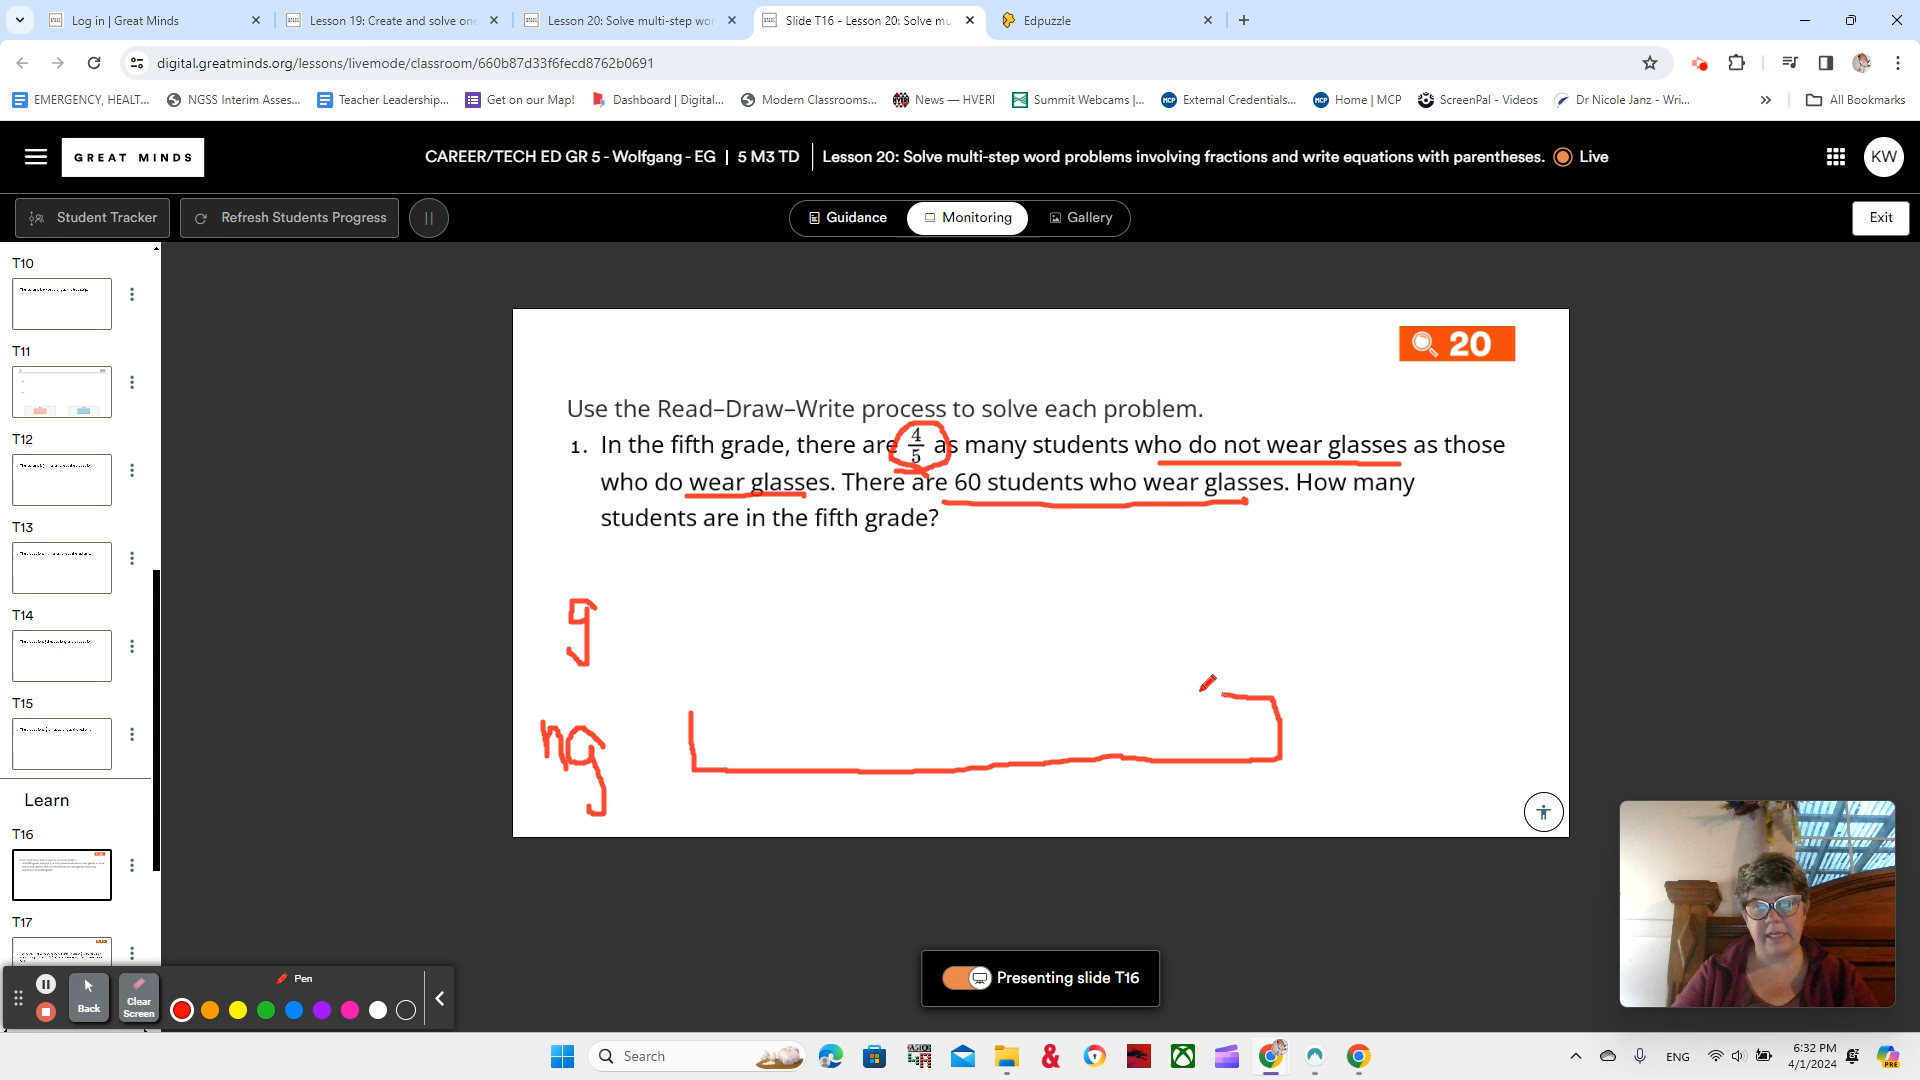 Log in | Great Minds
Lesson 19: Create and solve one
Lesson 20: Solve multi-step wor
Slide T16 - Lesson 20: Solve mu
Edpuzzle
digital.greatminds.org/lessons/livemode/classroom/660b87d33f6fecd8762b0691
EMERGENCY, HEALT...
NGSS Interim Asses...
Teacher Leadership...
Get on our Map!
Dashboard | Digital...
Modern Classrooms...
News — HVERI
Summit Webcams |...
External Credentials...
Home | MCP
ScreenPal - Videos
Dr Nicole Janz - Wri...
All Bookmarks
GREAT MINDS
CAREER/TECH ED GR 5 - Wolfgang - EG | 5 M3 TD
Lesson 20: Solve multi-step word problems involving fractions and write equations with parentheses.
Live
KW
Student Tracker
Refresh Students Progress
Guidance
Monitoring
Gallery
Exit
T10
T11
T12
T13
T14
T15
Learn
T16
T17
20
Use the Read–Draw–Write process to solve each problem.
1. In the fifth grade, there are 4/5 as many students who do not wear glasses as those
who do wear glasses. There are 60 students who wear glasses. How many
students are in the fifth grade?
g
ng
Presenting slide T16
Pen
Back
Clear
Screen
Search
ENG
6:32 PM
4/1/2024